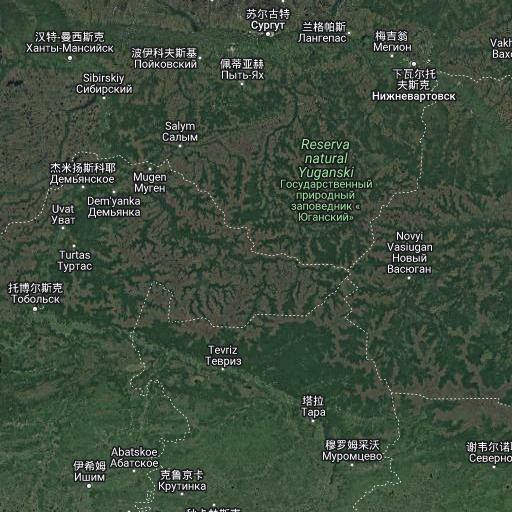 苏尔古特
Сургут
兰格帕斯
Лангепас
汉特-曼西斯克
Ханты-Мансийск
梅吉翁
Мегион
波伊科夫斯基
Пойковский
佩蒂亚赫
Пыть-Ях
Sibirskiy
Сибирский
下瓦尔托
夫斯克
Нижневартовск
Salym
Салым
Reserva
natural
Yuganski
Государственный
природный
заповедник «
Юганский»
杰米扬斯科耶
Демьянское
Mugen
Муген
Dem'yanka
Демьянка
Uvat
Уват
Turtas
Туртас
Novyi
Vasiugan
Новый
Васюган
托博尔斯克
Тобольск
Tevriz
Тевриз
塔拉
Тара
穆罗姆采沃
Муромцево
Abatskoe
Абатское
伊希姆
Ишим
克鲁京卡
Крутинка